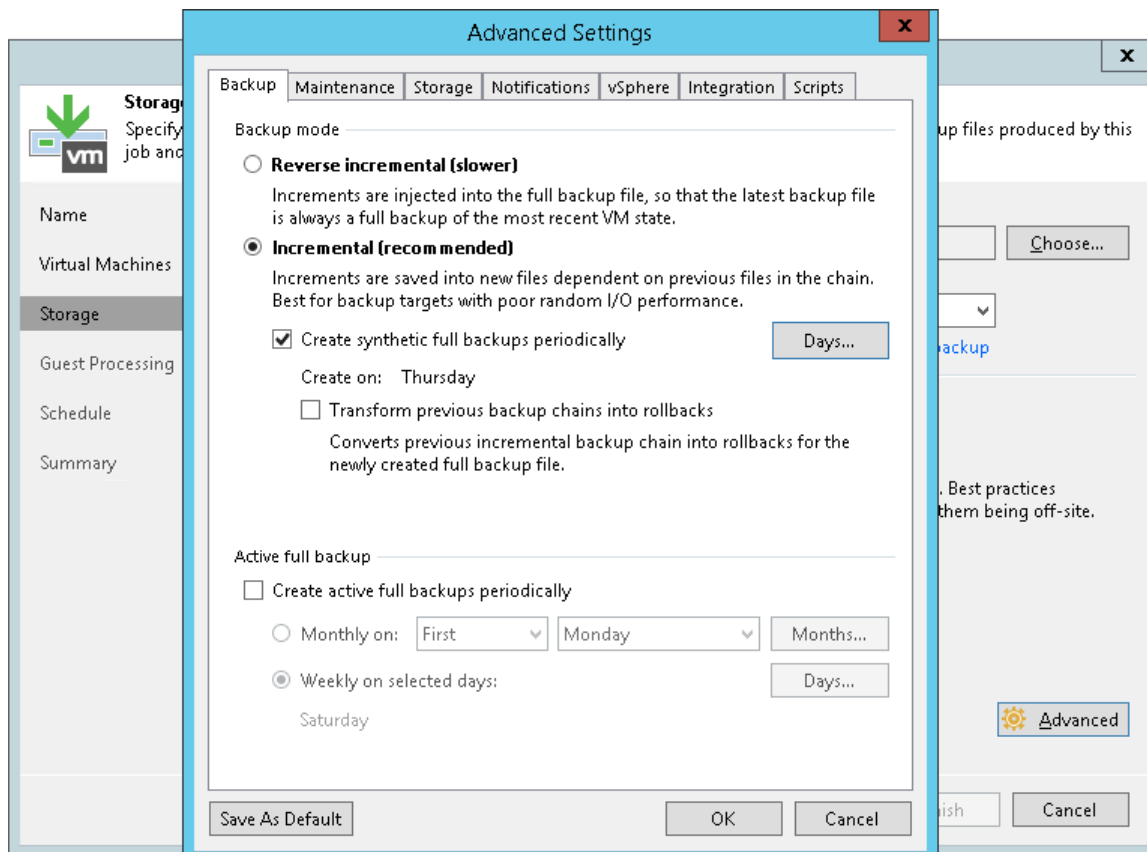 Advanced Settings
x
x
Backup Maintenance Storage Notifications vSphere Integration Scripts
Storag
Specify
job and
up files produced by this
vm
Name
Virtual Machines
Storage
Guest Processing
Schedule
Summary
Backup mode
Reverse incremental (slower)
Increments are injected into the full backup file, so that the latest backup file
is always a full backup of the most recent VM state.
Incremental (recommended)
Increments are saved into new files dependent on previous files in the chain.
Best for backup targets with poor random I/O performance.
Create synthetic full backups periodically
Days...
Create on: Thursday
Transform previous backup chains into rollbacks
Converts previous incremental backup chain into rollbacks for the
newly created full backup file.
Active full backup
Create active full backups periodically
Monthly on: First Monday Months...
Weekly on selected days: Days...
Saturday
Save As Default OK Cancel
Choose...
backup
. Best practices
them being off-site.
Advanced
ish Cancel